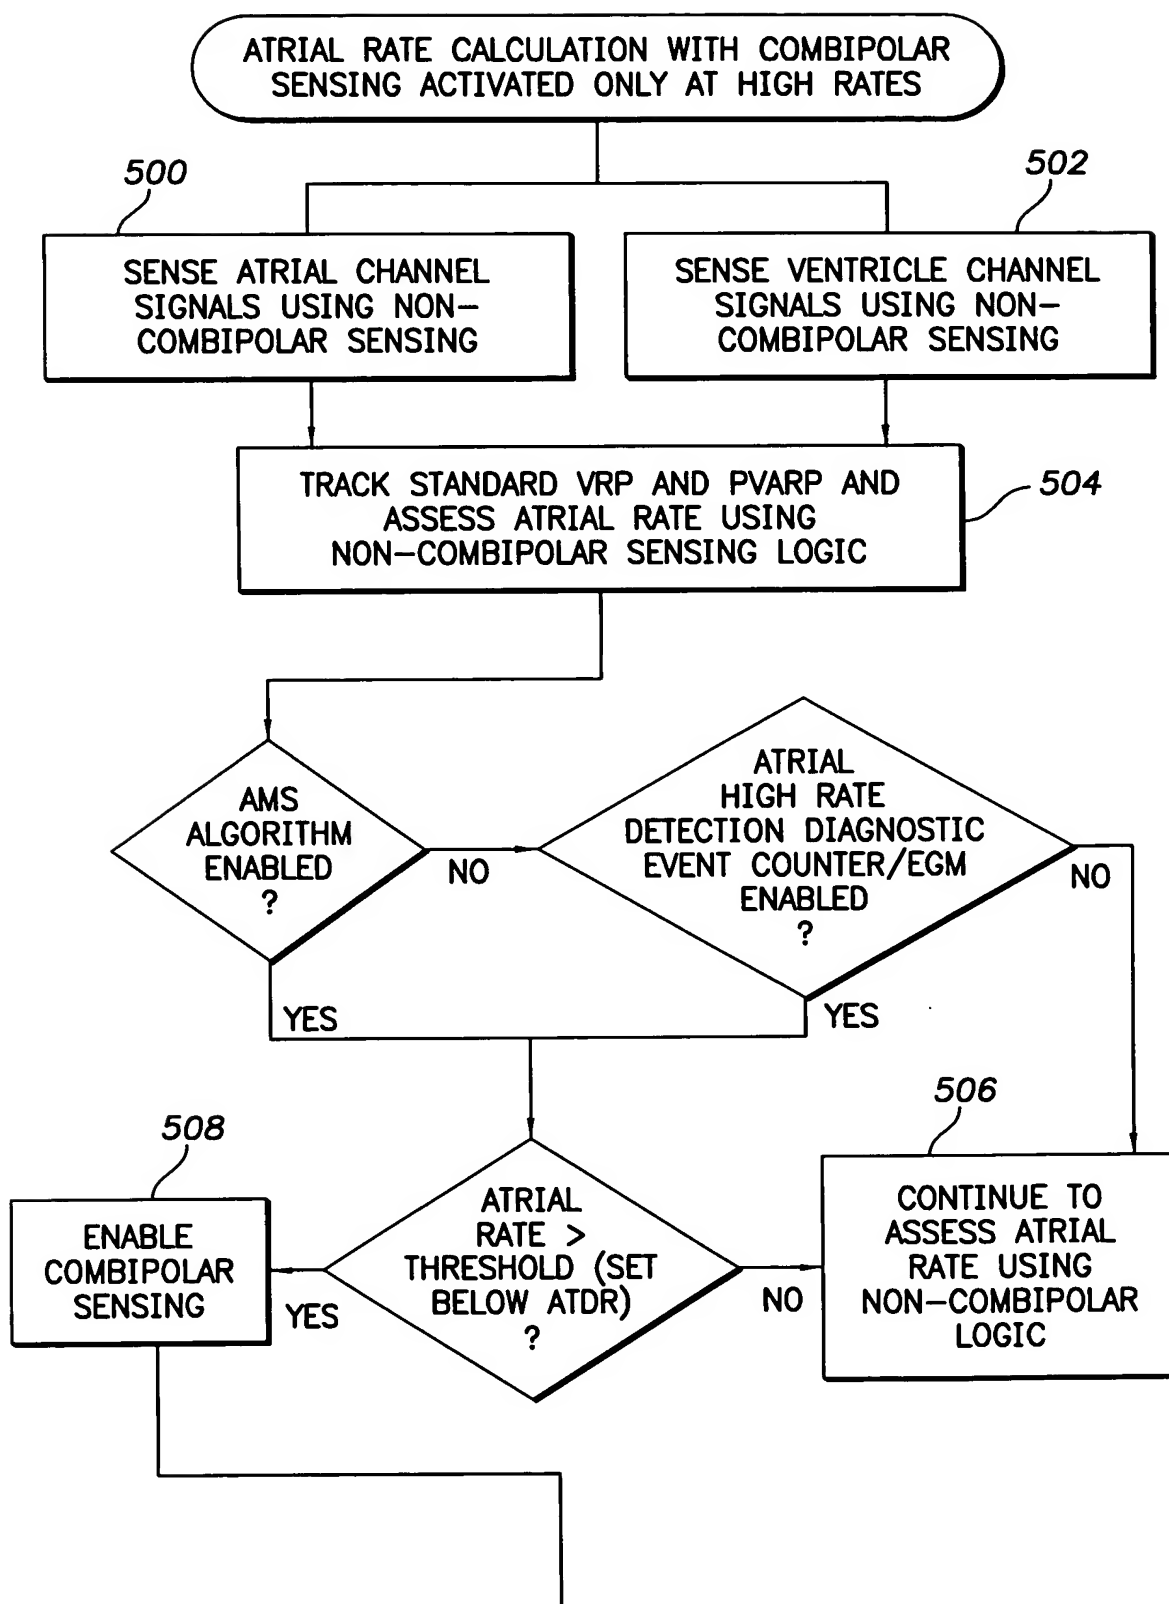 ATRIAL RATE CALCULATION WITH COMBIPOLAR
SENSING ACTIVATED ONLY AT HIGH RATES
500
502
SENSE ATRIAL CHANNEL
SIGNALS USING NON-
COMBIPOLAR SENSING
SENSE VENTRICLE CHANNEL
SIGNALS USING NON-
COMBIPOLAR SENSING
TRACK STANDARD VRP AND PVARP AND
ASSESS ATRIAL RATE USING
NON-COMBIPOLAR SENSING LOGIC
504
AMS
ALGORITHM
ENABLED
?
NO
ATRIAL
HIGH RATE
DETECTION DIAGNOSTIC
EVENT COUNTER/EGM
ENABLED
?
NO
YES
YES
508
506
ENABLE
COMBIPOLAR
SENSING
YES
ATRIAL
RATE >
THRESHOLD (SET
BELOW ATDR)
?
NO
CONTINUE TO
ASSESS ATRIAL
RATE USING
NON-COMBIPOLAR
LOGIC